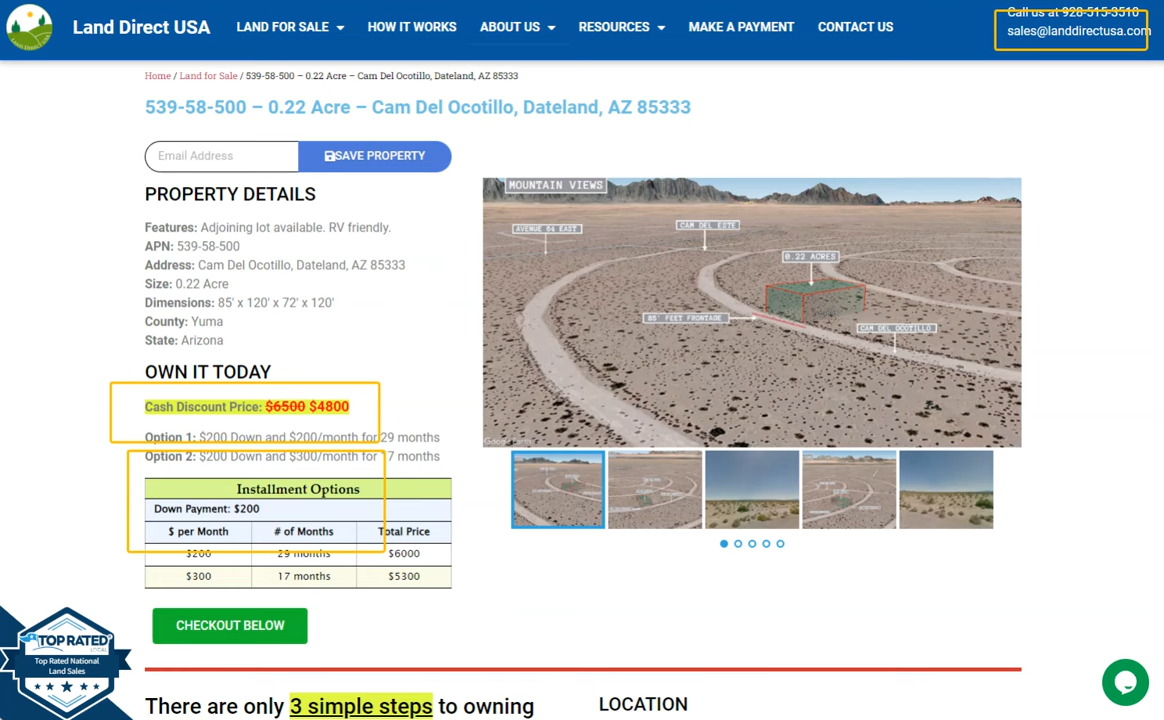 Land Direct USA
LAND FOR SALE
HOW IT WORKS
ABOUT US
RESOURCES
MAKE A PAYMENT
CONTACT US
Call us at 928-515-3510
sales@landdirectusa.com
Home / Land for Sale / 539-58-500 – 0.22 Acre – Cam Del Ocotillo, Dateland, AZ 85333
539-58-500 – 0.22 Acre – Cam Del Ocotillo, Dateland, AZ 85333
Email Address
SAVE PROPERTY
PROPERTY DETAILS
Features: Adjoining lot available. RV friendly.
APN: 539-58-500
Address: Cam Del Ocotillo, Dateland, AZ 85333
Size: 0.22 Acre
Dimensions: 85' x 120' x 72' x 120'
County: Yuma
State: Arizona
OWN IT TODAY
Cash Discount Price: $6500 $4800
Option 1: $200 Down and $200/month for 29 months
Option 2: $200 Down and $300/month for 17 months
Installment Options
Down Payment: $200
$ per Month # of Months Total Price
$200 29 months $6000
$300 17 months $5300
CHECKOUT BELOW
MOUNTAIN VIEWS
AVENUE 64 EAST
CAM DEL ESTE
0.22 ACRES
85' FEET FRONTAGE
CAM DEL OCOTILLO
Google Earth
TOP RATED
LOCAL
Top Rated National
Land Sales
There are only 3 simple steps to owning
LOCATION